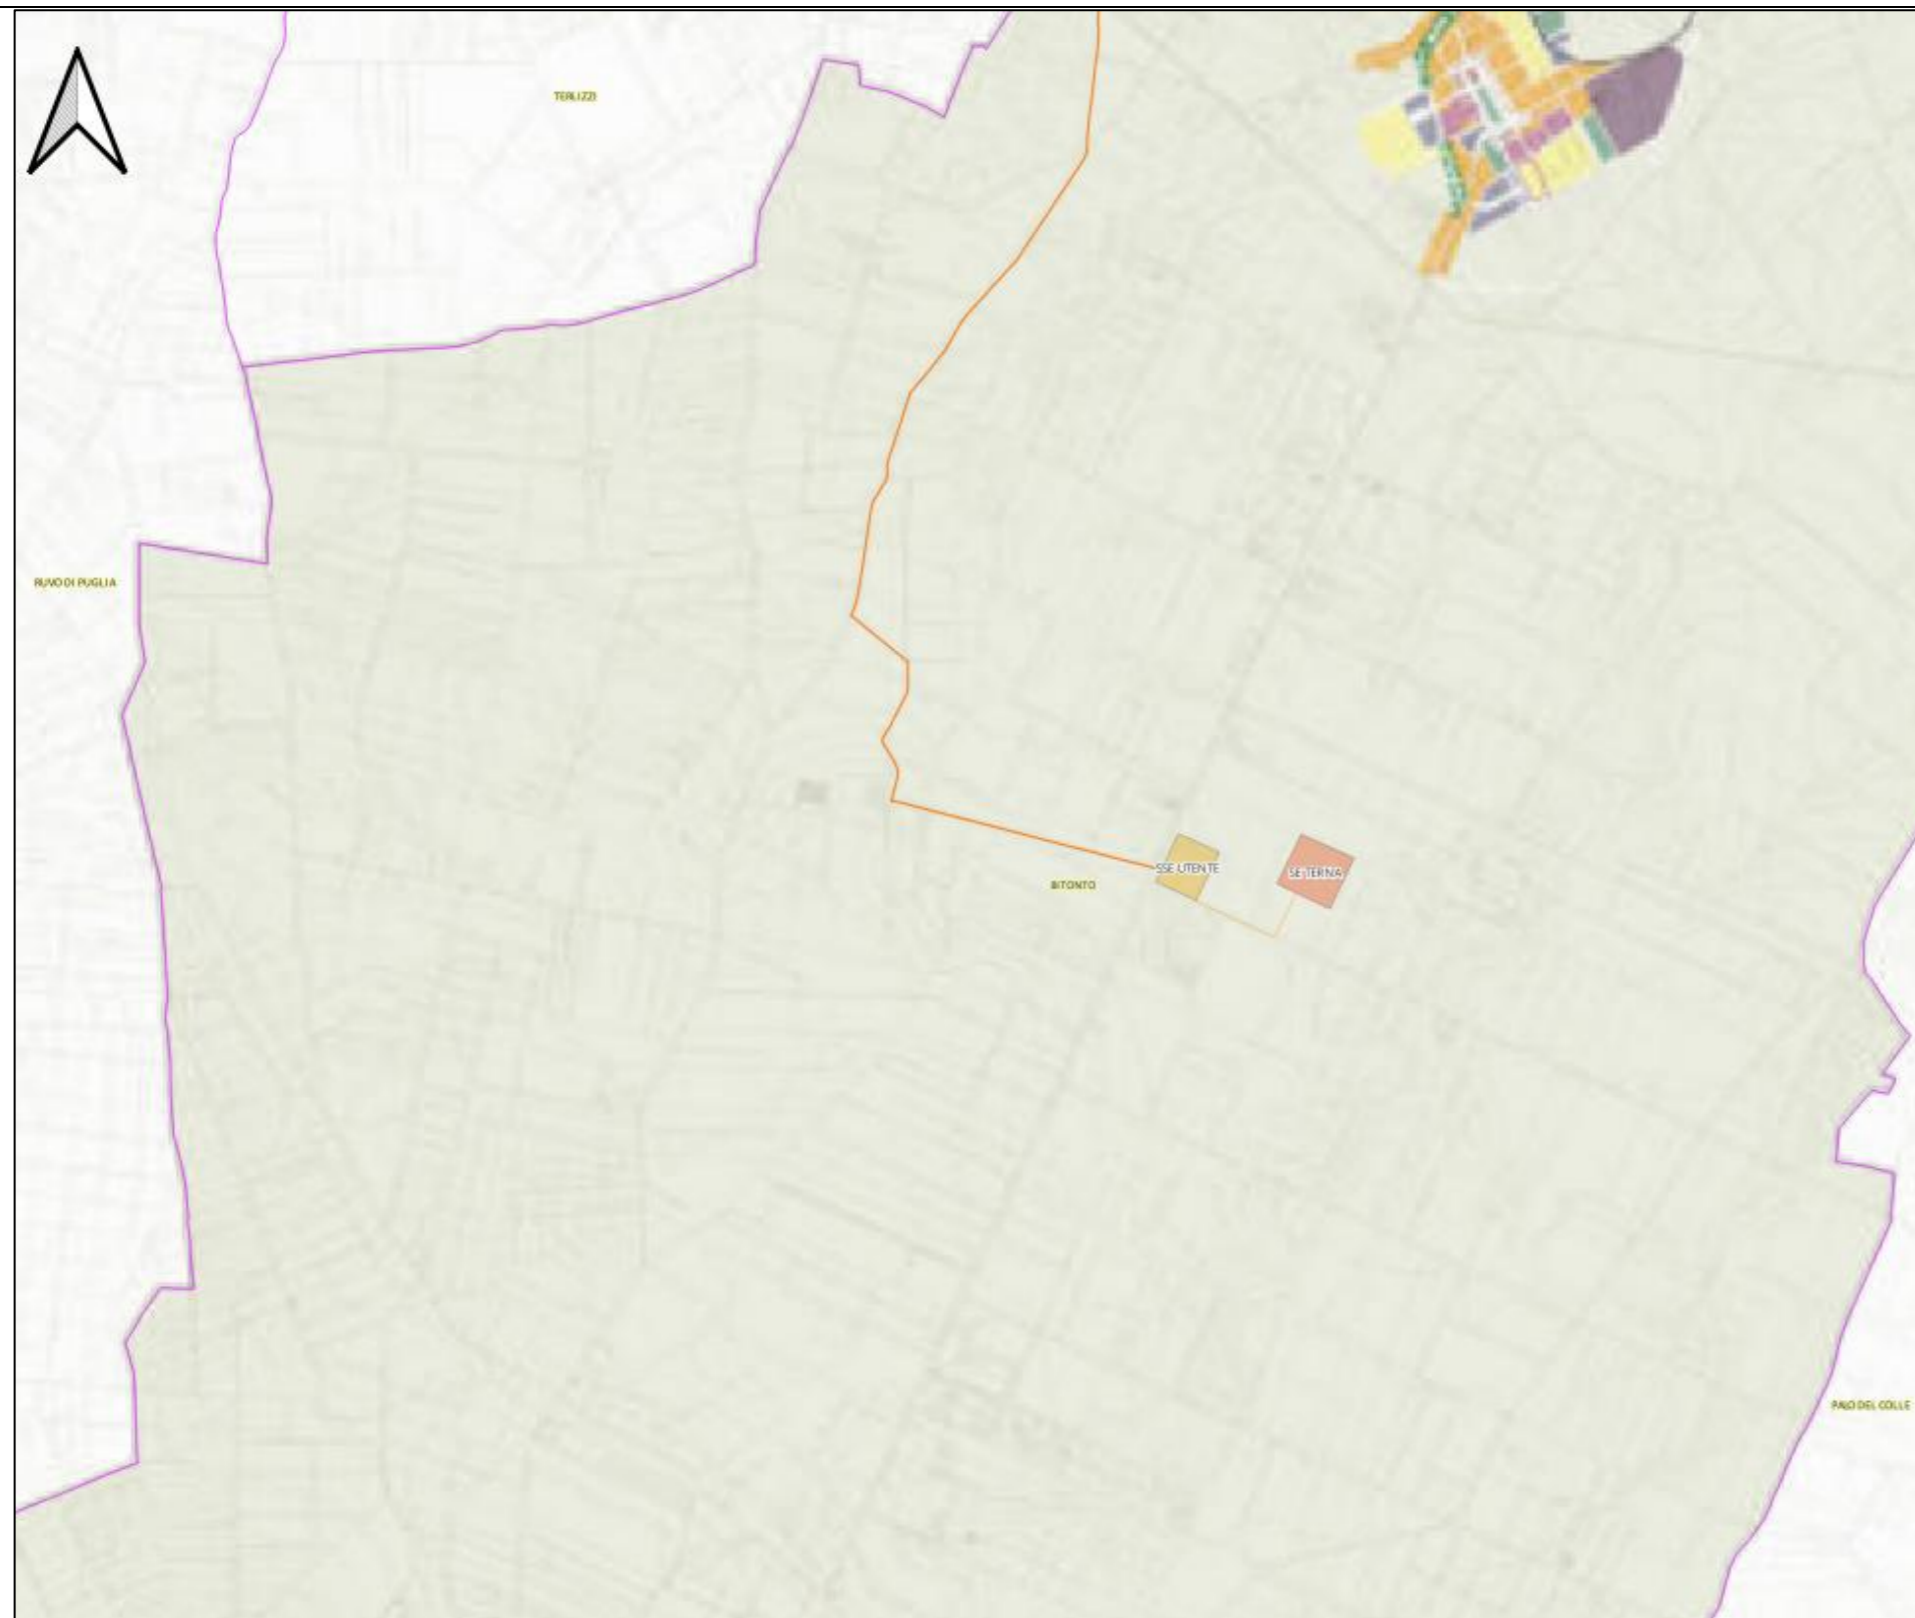 TERLIZZI
RUVO DI PUGLIA
SSE UTENTE
SE TERNA
BITONTO
PALO DEL COLLE